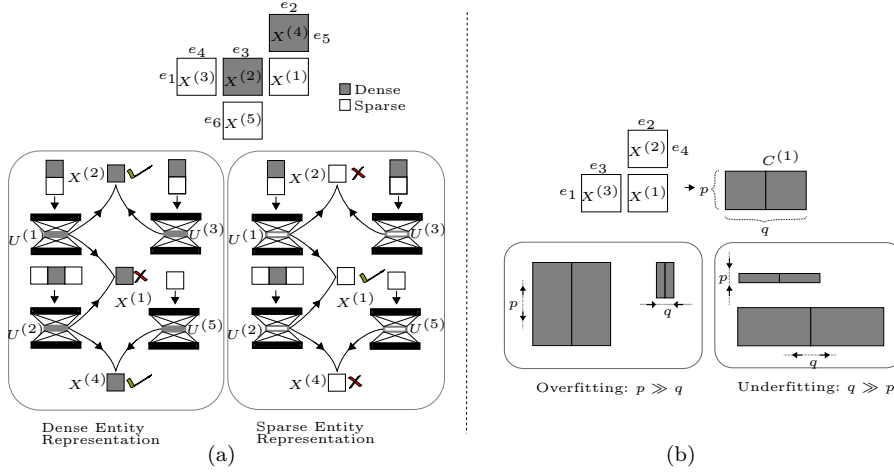 e₂
X⁽⁴⁾ e₅
e₄ e₃
e₁ X⁽³⁾ X⁽²⁾ X⁽¹⁾
Dense
Sparse
e₆ X⁽⁵⁾
X⁽²⁾
U⁽¹⁾ U⁽³⁾
X⁽¹⁾
U⁽²⁾ U⁽⁵⁾
X⁽⁴⁾
Dense Entity
Representation
X⁽²⁾
U⁽¹⁾ U⁽³⁾
X⁽¹⁾
U⁽²⁾ U⁽⁵⁾
X⁽⁴⁾
Sparse Entity
Representation
(a)
e₂
X⁽²⁾ e₄
e₃
e₁ X⁽³⁾ X⁽¹⁾
C⁽¹⁾
p
q
p
q
Overfitting: p ≫ q
p
q
Underfitting: q ≫ p
(b)